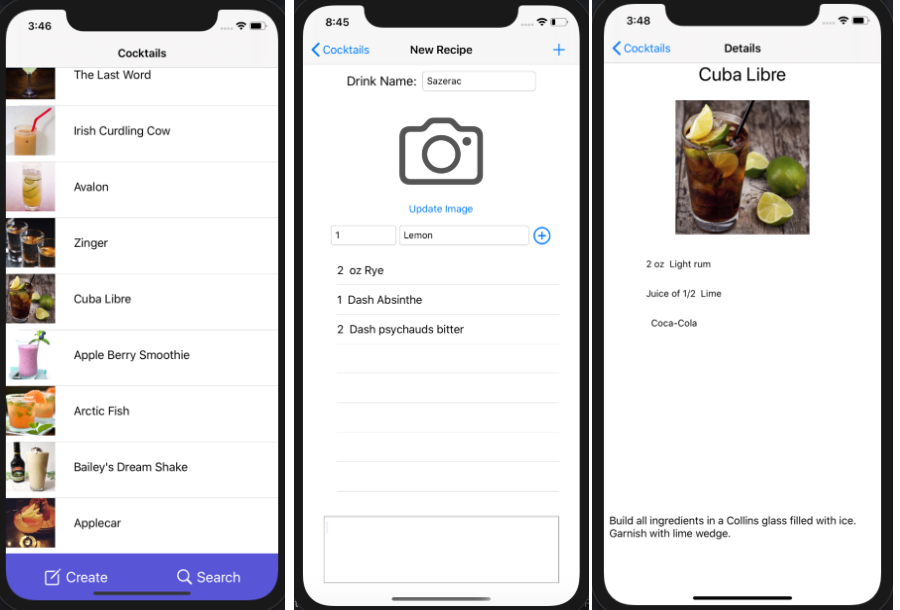 3:46
Cocktails
The Last Word
Irish Curdling Cow
Avalon
Zinger
Cuba Libre
Apple Berry Smoothie
Arctic Fish
Bailey's Dream Shake
Applecar
Create
Search
8:45
Cocktails
New Recipe
+
Drink Name: Sazerac
Update Image
1 Lemon
2 oz Rye
1 Dash Absinthe
2 Dash psychauds bitter
3:48
Cocktails
Details
Cuba Libre
2 oz Light rum
Juice of 1/2 Lime
Coca-Cola
Build all ingredients in a Collins glass filled with ice.
Garnish with lime wedge.